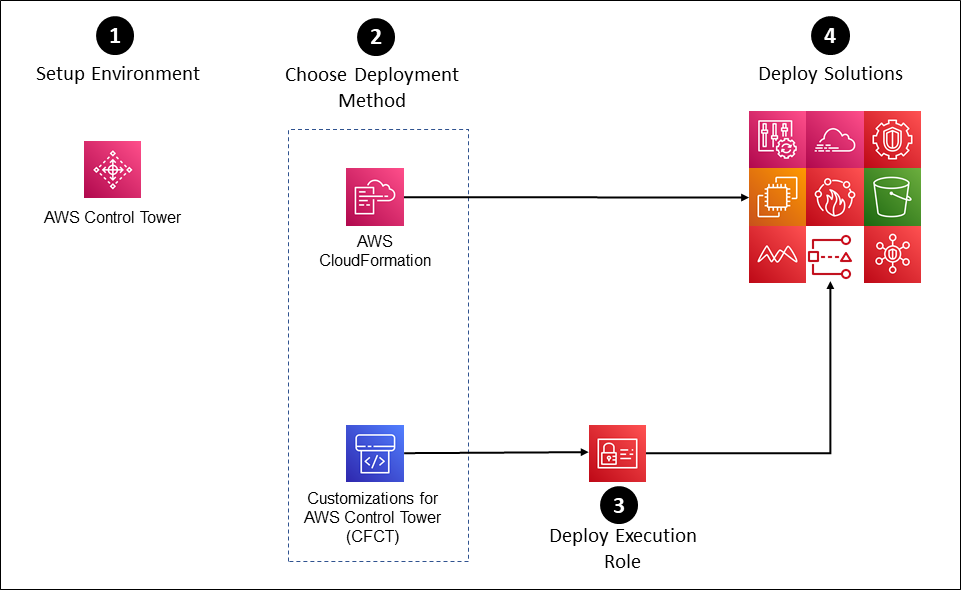 1
Setup Environment
AWS Control Tower
2
Choose Deployment
Method
AWS
CloudFormation
Customizations for
AWS Control Tower
(CFCT)
3
Deploy Execution
Role
4
Deploy Solutions